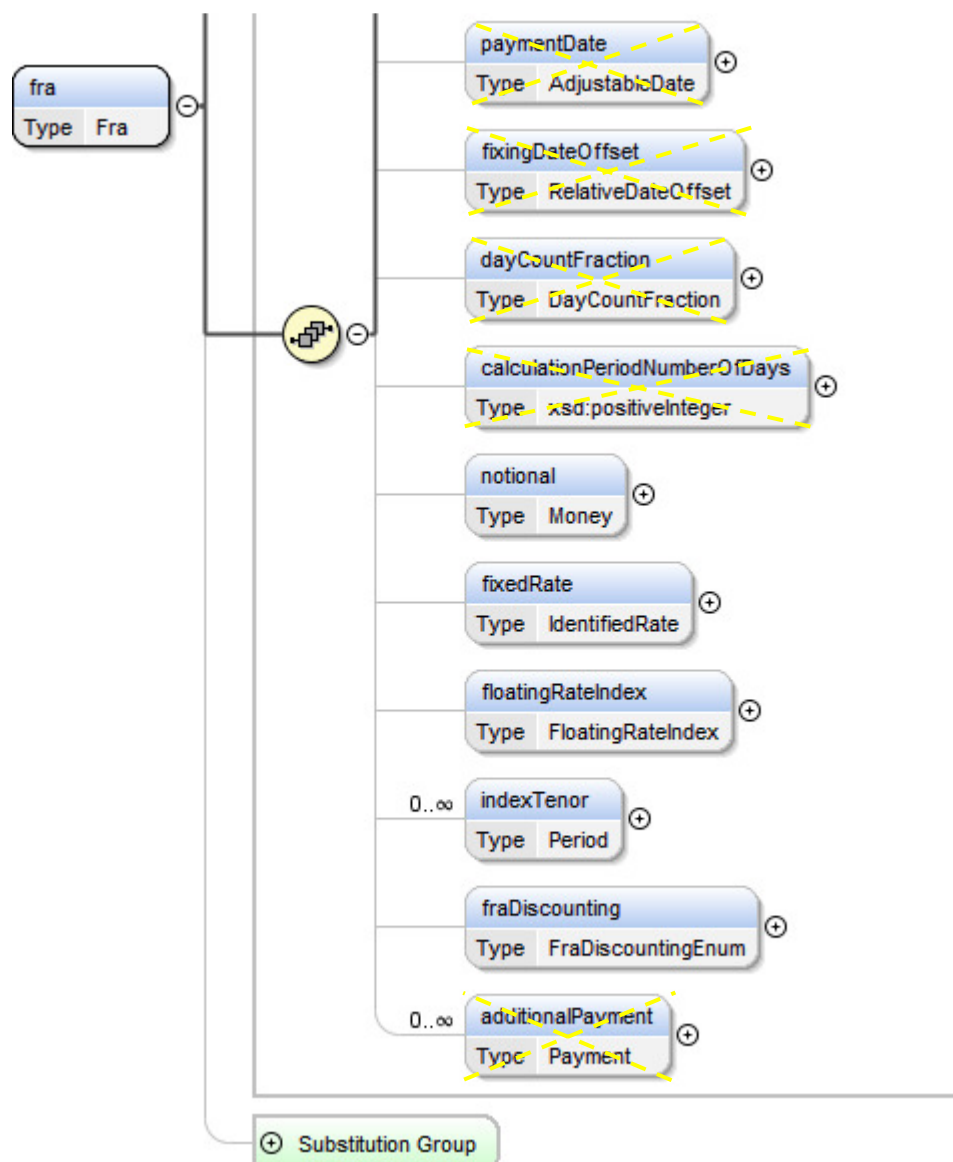 paymentDate
Type AdjustableDate
fra
Type Fra
fixingDateOffset
Type RelativeDateOffset
dayCountFraction
Type DayCountFraction
calculationPeriodNumberOfDays
Type xsd:positiveInteger
notional
Type Money
fixedRate
Type IdentifiedRate
floatingRateIndex
Type FloatingRateIndex
0..∞ indexTenor
Type Period
fraDiscounting
Type FraDiscountingEnum
0..∞ additionalPayment
Type Payment
Substitution Group